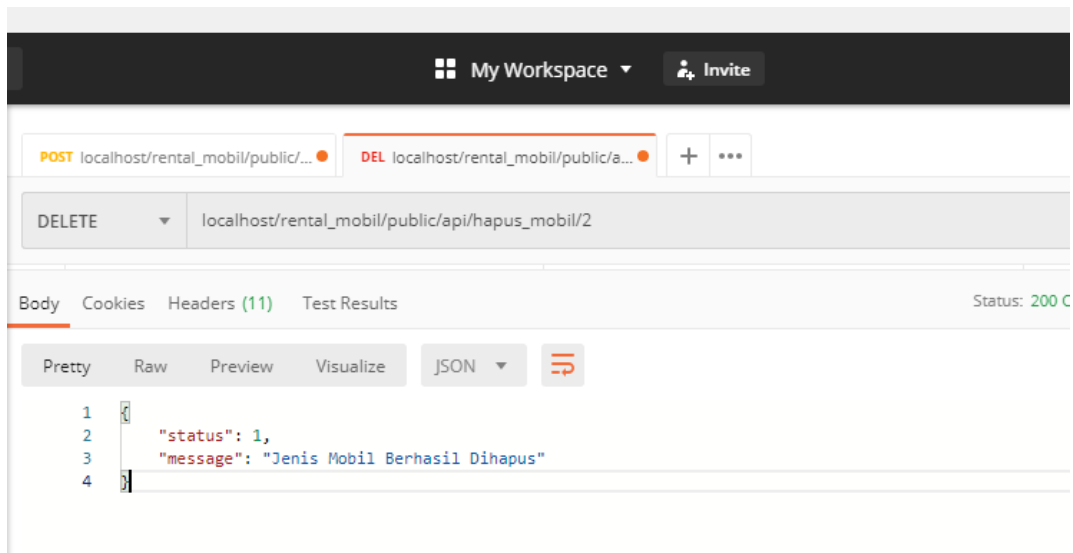 My Workspace Invite
POST localhost/rental_mobil/public/... DEL localhost/rental_mobil/public/a... + •••
DELETE localhost/rental_mobil/public/api/hapus_mobil/2
Body Cookies Headers (11) Test Results Status: 200
Pretty Raw Preview Visualize JSON
1 {
2 "status": 1,
3 "message": "Jenis Mobil Berhasil Dihapus"
4 }